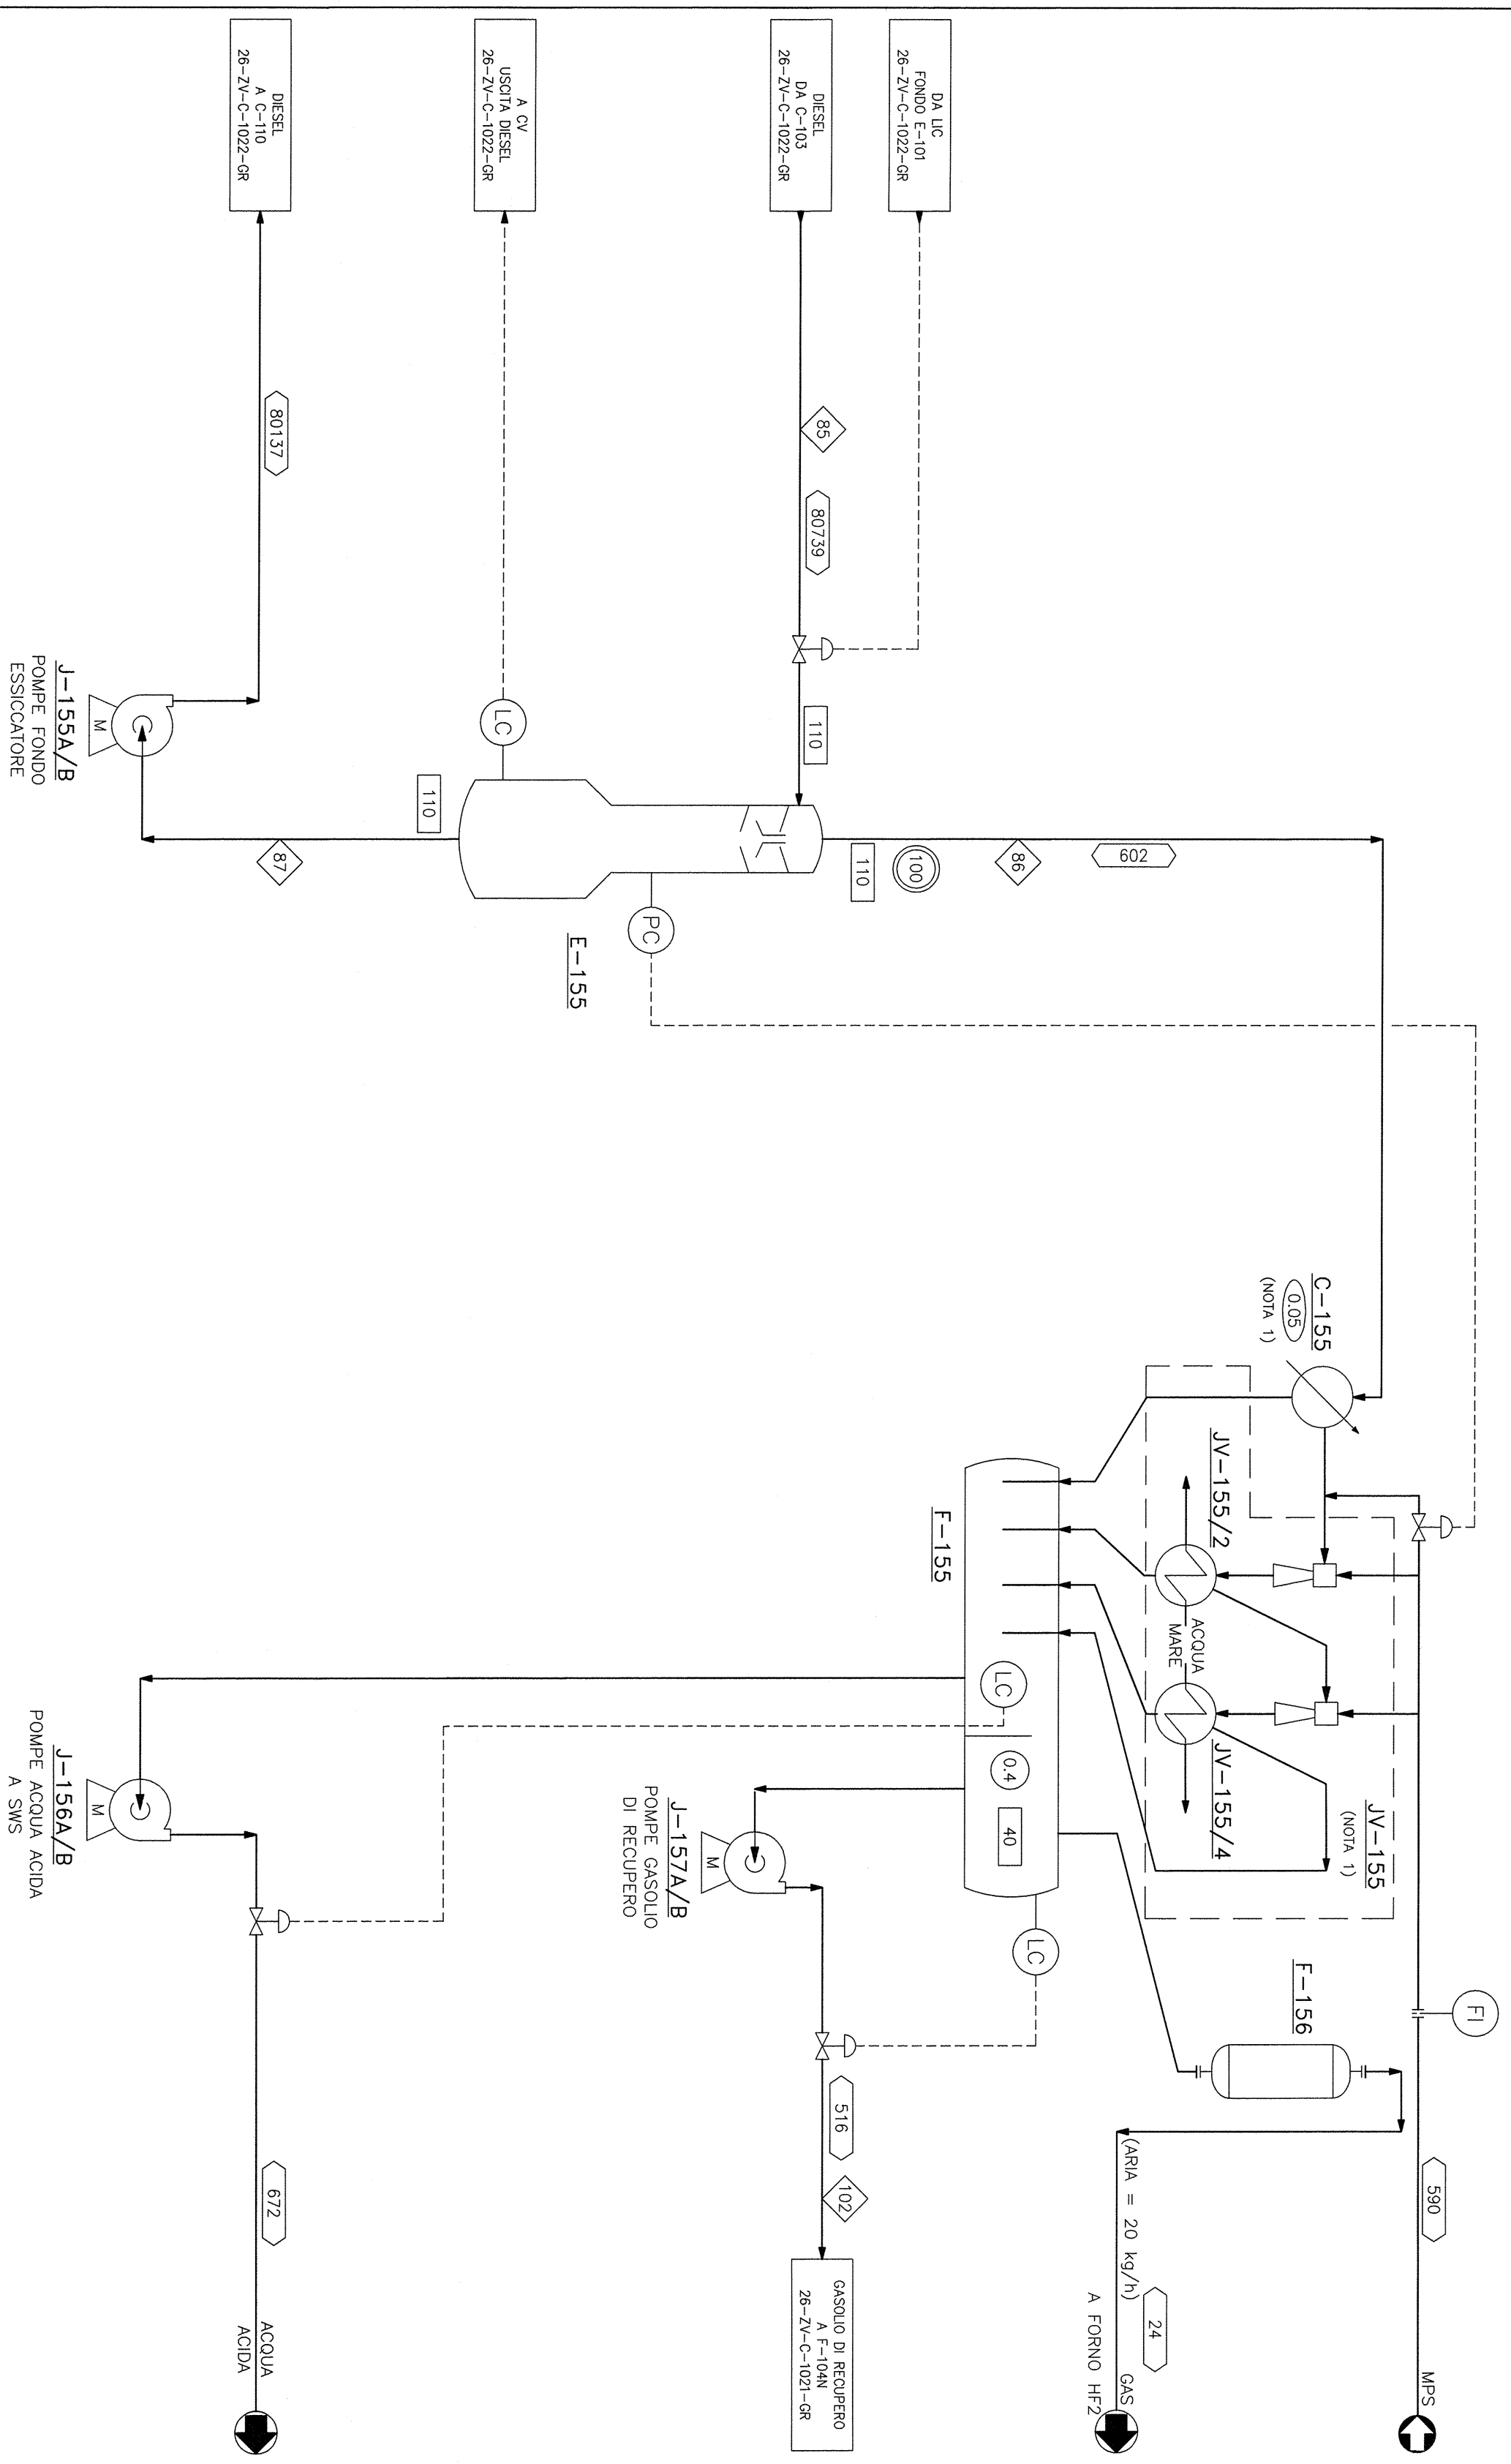 DA LIC
FONDO E-101
26-ZV-C-1022-GR
DIESEL
DA C-103
26-ZV-C-1022-GR
A CV
USCITA DIESEL
26-ZV-C-1022-GR
DIESEL
A C-110
26-ZV-C-1022-GR
85
80739
110
80137
LC
110
87
J-155A/B
POMPE FONDO
ESSICCATORE
M
PC
E-155
110
100
86
602
C-155
0.05
(NOTA 1)
JV-155/2
ACQUA
MARE
JV-155/4
JV-155
(NOTA 1)
F-155
LC
0.4
40
LC
FI
F-156
590
MPS
(ARIA = 20 kg/h)
24
GAS
A FORNO HF2
M
J-157A/B
POMPE GASOLIO
DI RECUPERO
516
102
GASOLIO DI RECUPERO
A F-104N
26-ZV-C-1021-GR
M
J-156A/B
POMPE ACQUA ACIDA
A SWS
672
ACQUA
ACIDA